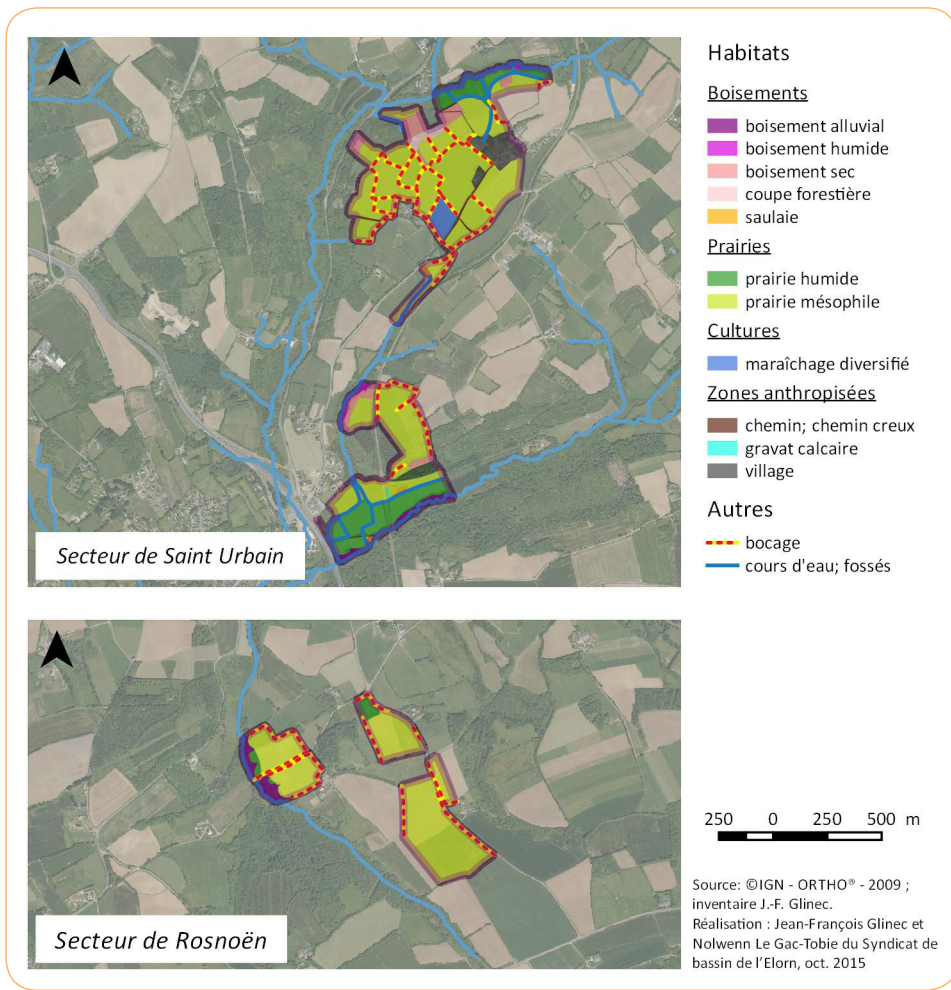 Secteur de Saint Urbain
Secteur de Rosnoën
Habitats
Boisements
boisement alluvial
boisement humide
boisement sec
coupe forestière
saulaie
Prairies
prairie humide
prairie mésophile
Cultures
maraîchage diversifié
Zones anthropisées
chemin; chemin creux
gravat calcaire
village
Autres
bocage
cours d'eau; fossés
250 0 250 500 m
Source: ©IGN - ORTHO® - 2009 ;
inventaire J.-F. Glinec.
Réalisation : Jean-François Glinec et
Nolwenn Le Gac-Tobie du Syndicat de
bassin de l'Elorn, oct. 2015